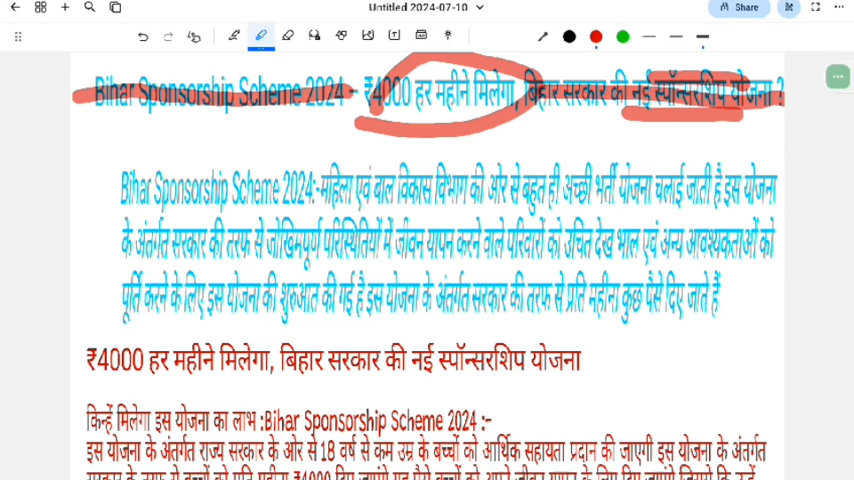 Untitled 2024-07-10
Share
Bihar Sponsorship Scheme 2024 – ₹4000 हर महीने मिलेगा, बिहार सरकार की नई स्पॉन्सरशिप योजना ?
Bihar Sponsorship Scheme 2024:-महिला एवं बाल विकास विभाग की ओर से बहुत ही अच्छी भर्ती योजना चलाई जाती है इस योजना
के अंतर्गत सरकार की तरफ से जोखिमपूर्ण परिस्थितियों में जीवन यापन करने वाले परिवारों को उचित देख भाल एवं अन्य आवश्यकताओं को
पूर्ति करने के लिए इस योजना की शुरुआत की गई है इस योजना के अंतर्गत सरकार की तरफ से प्रति महीना कुछ पैसे दिए जाते हैं
₹4000 हर महीने मिलेगा, बिहार सरकार की नई स्पॉन्सरशिप योजना
किन्हें मिलेगा इस योजना का लाभ :Bihar Sponsorship Scheme 2024 :-
इस योजना के अंतर्गत राज्य सरकार के ओर से 18 वर्ष से कम उम्र के बच्चों को आर्थिक सहायता प्रदान की जाएगी इस योजना के अंतर्गत